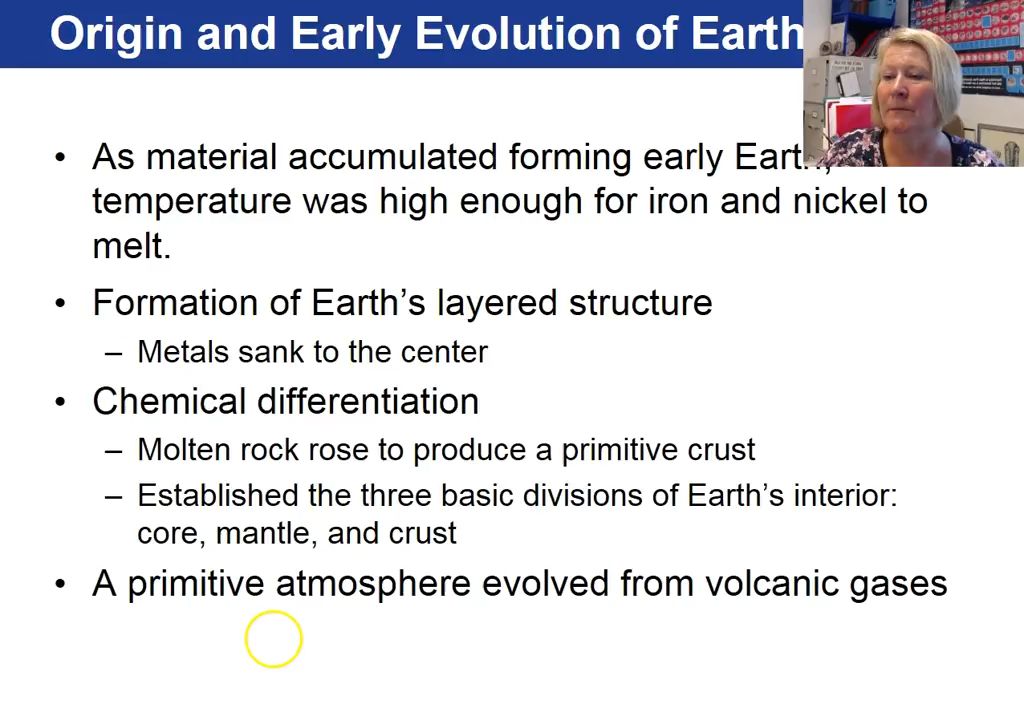 Origin and Early Evolution of Earth
• As material accumulated forming early Earth,
temperature was high enough for iron and nickel to
melt.
• Formation of Earth’s layered structure
– Metals sank to the center
• Chemical differentiation
– Molten rock rose to produce a primitive crust
– Established the three basic divisions of Earth’s interior:
core, mantle, and crust
• A primitive atmosphere evolved from volcanic gases